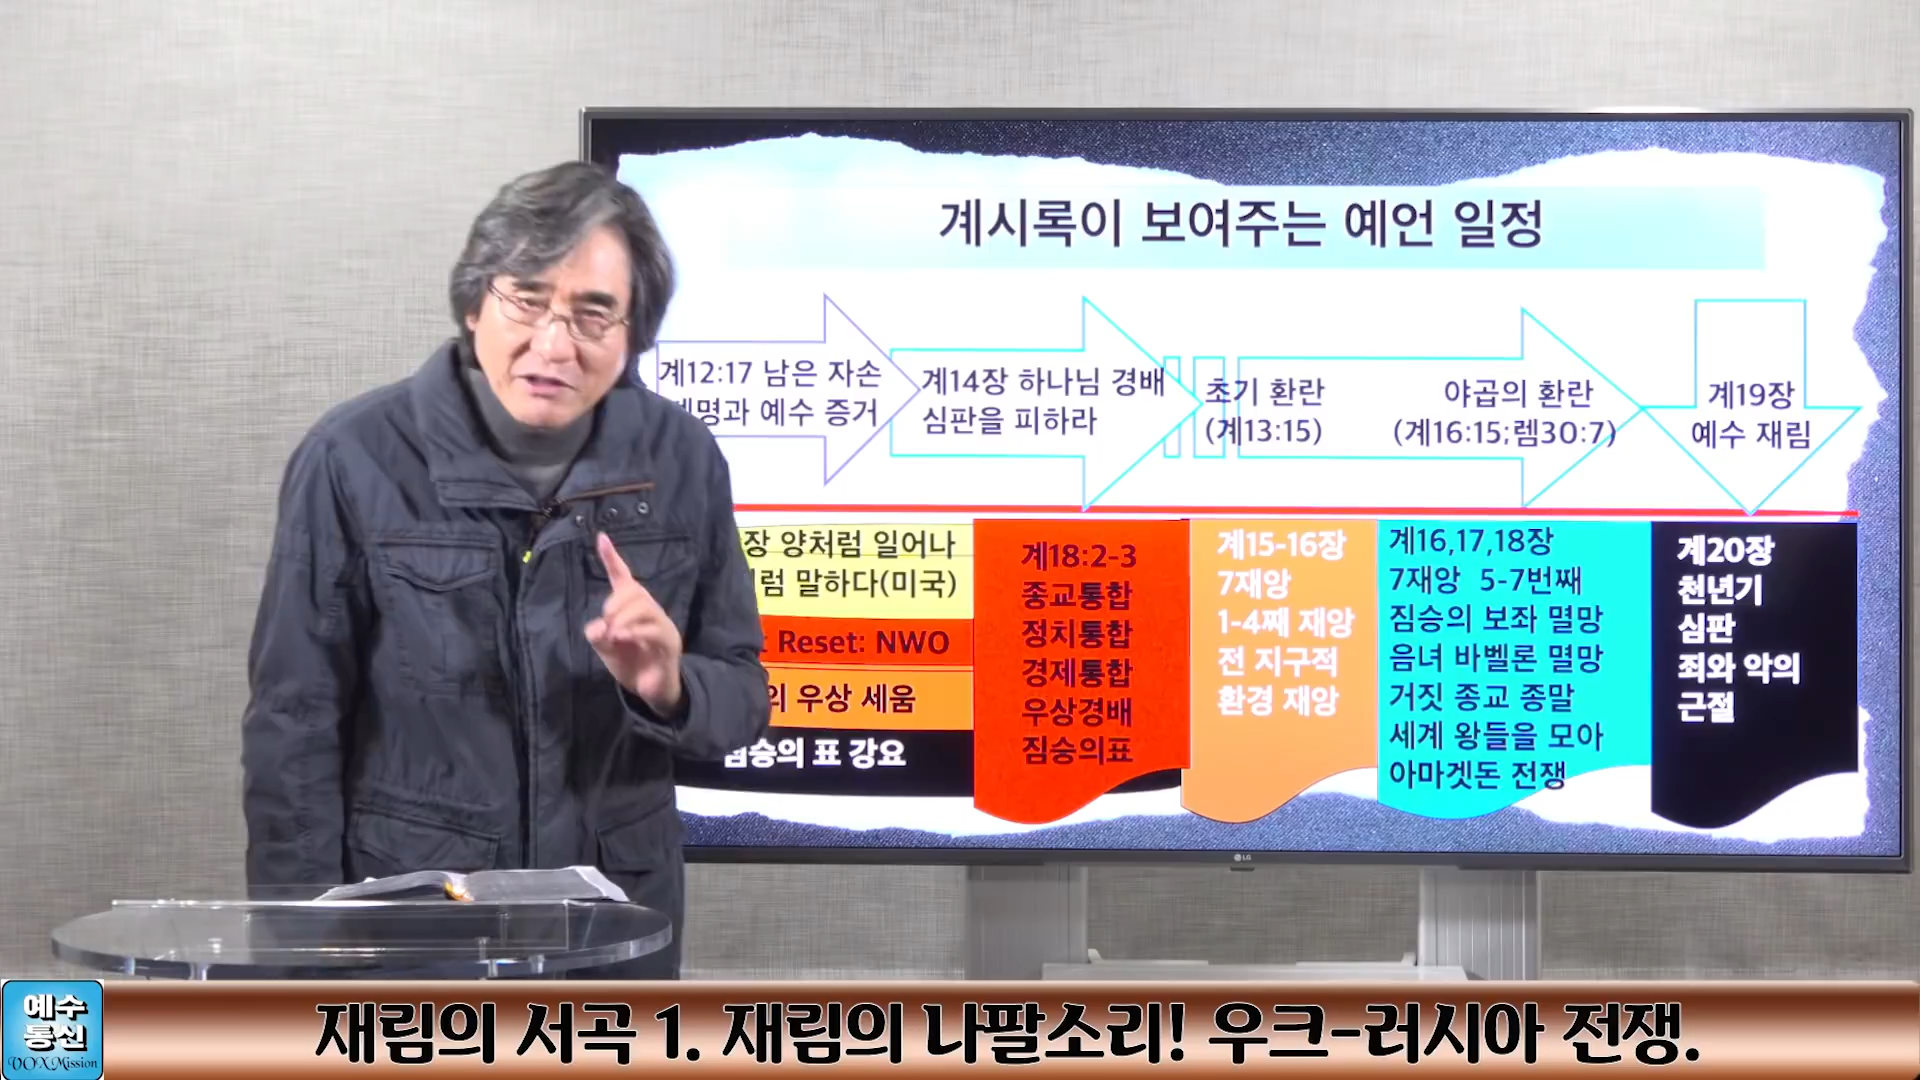 계시록이 보여주는 예언 일정
계12:17 남은 자손
계명과 예수 증거
계14장 하나님 경배
심판을 피하라
초기 환란
(계13:15)
야곱의 환란
(계16:15;렘30:7)
계19장
예수 재림
장 양처럼 일어나
럼 말하다(미국)
t Reset: NWO
의 우상 세움
짐승의 표 강요
계18:2-3
종교통합
정치통합
경제통합
우상경배
짐숭의표
계15-16장
7재앙
1-4째 재앙
전 지구적
환경 재앙
계16,17,18장
7재앙 5-7번째
짐승의 보좌 멸망
음녀 바벨론 멸망
거짓 종교 종말
세계 왕들을 모아
아마겟돈 전쟁
계20장
천년기
심판
죄와 악의
근절
LG
예수
통신
VOX Mission
재림의 서곡 1. 재림의 나팔소리! 우크-러시아 전쟁.